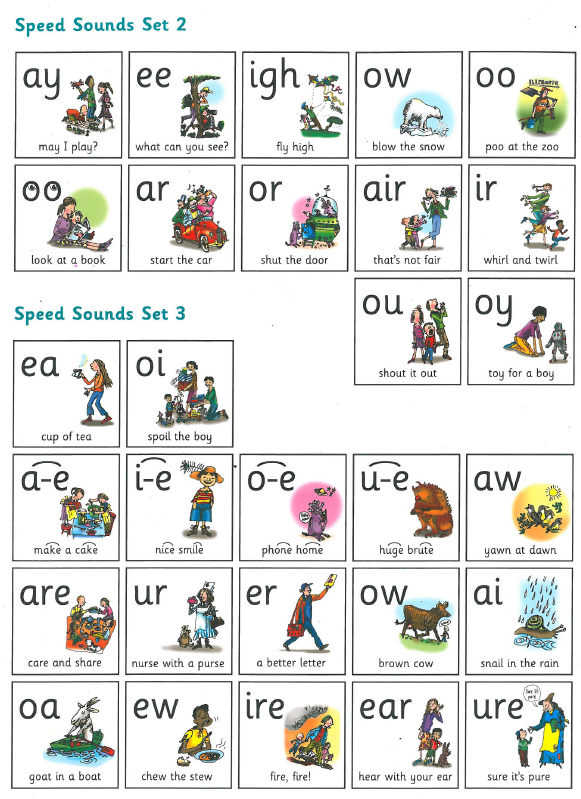 Speed Sounds Set 2
ay
ee
igh
ow
oo
may I play?
what can you see?
fly high
blow the snow
poo at the zoo
oo
ar
or
air
ir
look at a book
start the car
shut the door
that's not fair
whirl and twirl
ou
oy
shout it out
toy for a boy
Speed Sounds Set 3
ea
oi
cup of tea
spoil the boy
a-e
i-e
o-e
u-e
aw
make a cake
nice smile
phone home
huge brute
yawn at dawn
are
ur
er
ow
ai
care and share
nurse with a purse
a better letter
brown cow
snail in the rain
oa
ew
ire
ear
ure
goat in a boat
chew the stew
fire, fire!
hear with your ear
sure it's pure